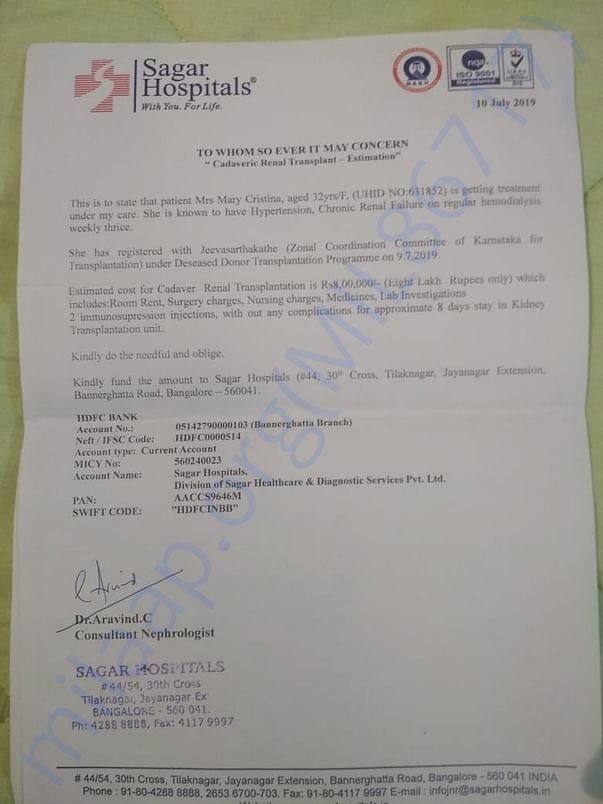 Sagar
Hospitals®
With You. For Life.
nqa.
ISO 9001
Registered
UKAS
10 July 2019
TO WHOM SO EVER IT MAY CONCERN
" Cadaveric Renal Transplant – Estimation"
This is to state that patient Mrs Mary Cristina, aged 32yrs/F, (UHID NO:631852) is getting treatment
under my care. She is known to have Hypertension, Chronic Renal Failure on regular hemodialysis
weekly thrice.
She has registered with Jeevasarthakathe (Zonal Coordination Committee of Karnataka for
Transplantation) under Deseased Donor Transplantation Programme on 9.7.2019.
Estimated cost for Cadaver Renal Transplantation is Rs8,00,000/- (Eight Lakh Rupees only) which
includes:Room Rent, Surgery charges, Nursing charges, Medicines, Lab Investigations
2 immunosupression injections, with out any complications for approximate 8 days stay in Kidney
Transplantation unit.
Kindly do the needful and oblige.
Kindly fund the amount to Sagar Hospitals (#44, 30th Cross, Tilaknagar, Jayanagar Extension,
Bannerghatta Road, Bangalore – 560041.
HDFC BANK
Account No.: 05142790000103 (Bannerghatta Branch)
Neft / IFSC Code: HDFC0000514
Account type: Current Account
MICY No: 560240023
Account Name: Sagar Hospitals,
Division of Sagar Healthcare & Diagnostic Services Pvt. Ltd.
PAN: AACCS9646M
SWIFT CODE: "HDFCINBB"
Dr.Aravind.C
Consultant Nephrologist
SAGAR HOSPITALS
#44/54, 30th Cross
Tilaknagar, Jayanagar Ex
BANGALORE - 560 041.
Ph: 4288 8888, Fax: 4117 9997
# 44/54, 30th Cross, Tilaknagar, Jayanagar Extension, Bannerghatta Road, Bangalore - 560 041 INDIA
Phone : 91-80-4288 8888, 2653 6700-703. Fax: 91-80-4117 9997 E-mail : infojnr@sagarhospitals.in